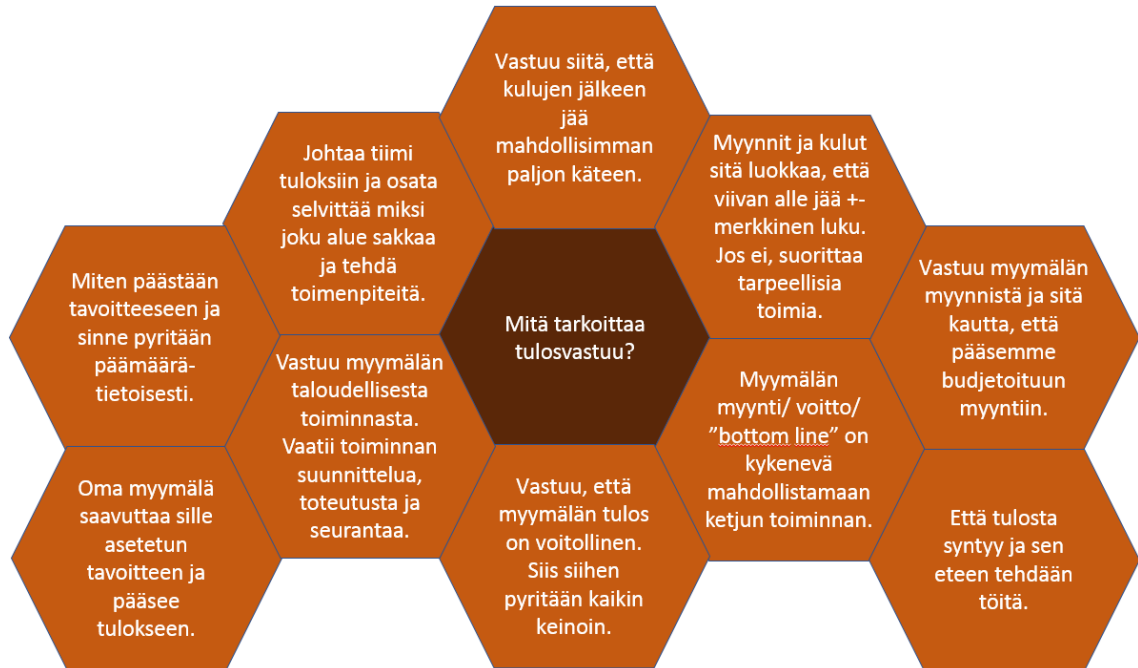 Vastuu siitä, että
kulujen jälkeen
jää
mahdollisimman
paljon käteen.
Johtaa tiimi
tuloksiin ja osata
selvittää miksi
joku alue sakkaa
ja tehdä
toimenpiteitä.
Myynnit ja kulut
sitä luokkaa, että
viivan alle jää +-
merkkinen luku.
Jos ei, suorittaa
tarpeellisia
toimia.
Miten päästään
tavoitteeseen ja
sinne pyritään
päämäärä-
tietoisesti.
Mitä tarkoittaa
tulosvastuu?
Vastuu myymälän
myynnistä ja sitä
kautta, että
pääsemme
budjetoituun
myyntiin.
Vastuu myymälän
taloudellisesta
toiminnasta.
Vaatii toiminnan
suunnittelua,
toteutusta ja
seurantaa.
Myymälän
myynti/ voitto/
”bottom line” on
kykenevä
mahdollistamaan
ketjun toiminnan.
Oma myymälä
saavuttaa sille
asetetun
tavoitteen ja
pääsee
tulokseen.
Vastuu, että
myymälän tulos
on voitollinen.
Siis siihen
pyritään kaikin
keinoin.
Että tulosta
syntyy ja sen
eteen tehdään
töitä.